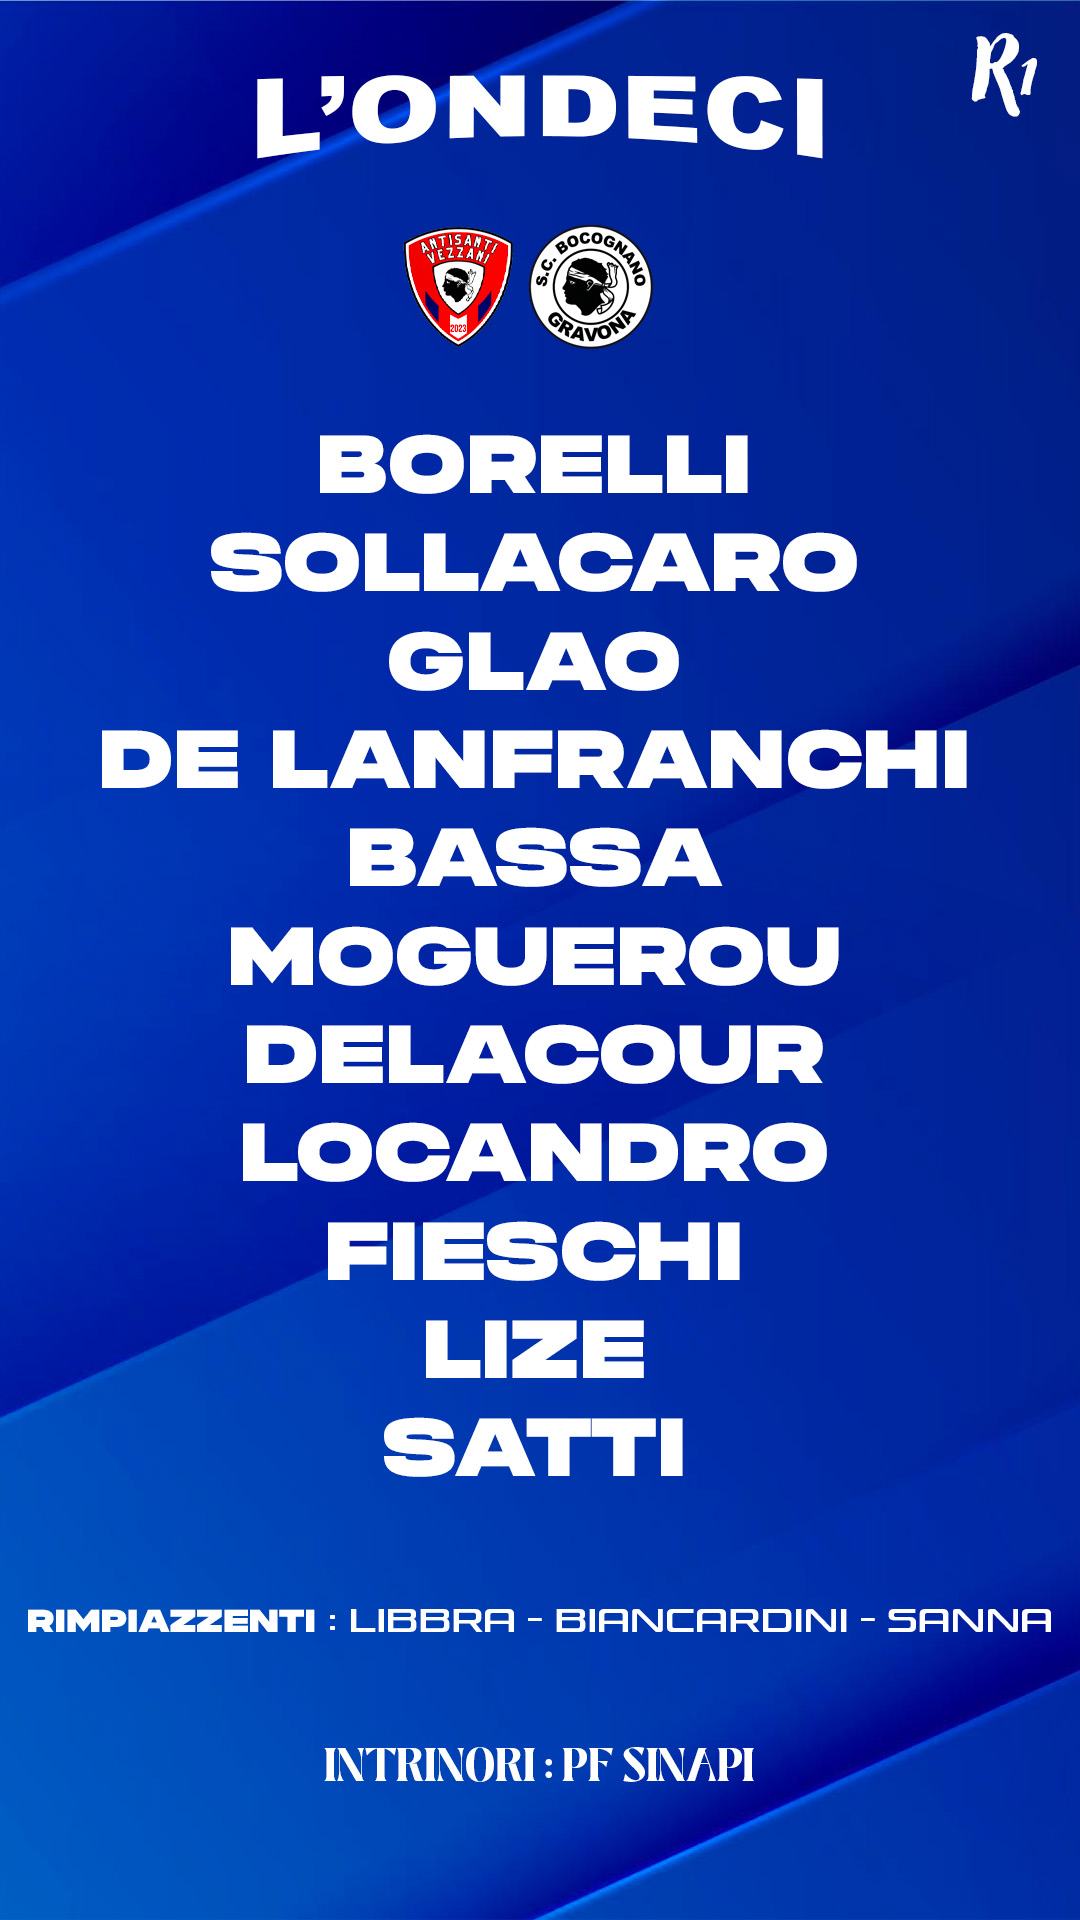 R1
L'ONDECI
ANTISANTI
VEZZANI
2023
S.C. BOCOGNANO
GRAVONA
BORELLI
SOLLACARO
GLAO
DE LANFRANCHI
BASSA
MOGUEROU
DELACOUR
LOCANDRO
FIESCHI
LIZE
SATTI
RIMPIAZZENTI : LIBBRA - BIANCARDINI - SANNA
INTRINORI : PF SINAPI